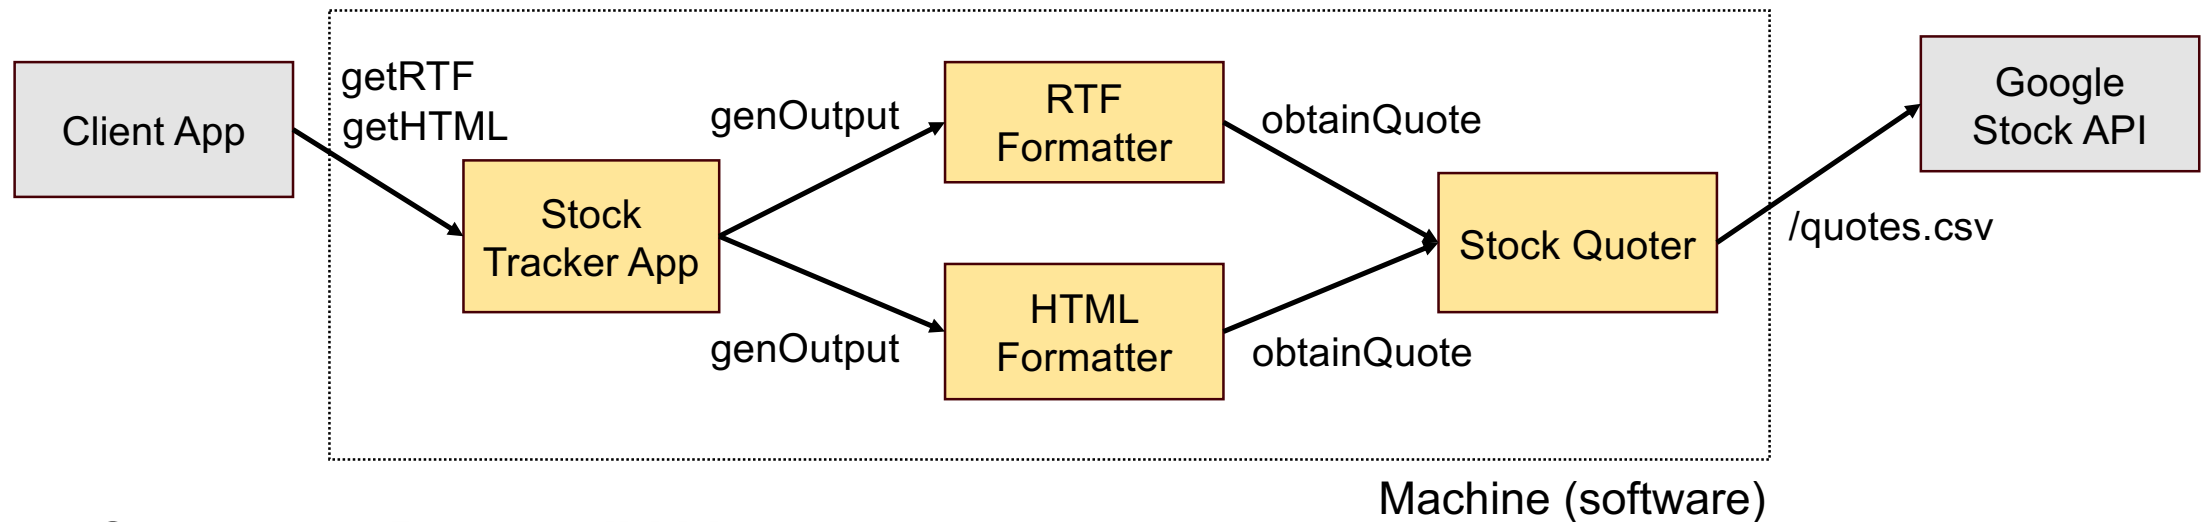 Client App
getRTF
getHTML
Stock
Tracker App
genOutput
genOutput
RTF
Formatter
HTML
Formatter
obtainQuote
obtainQuote
Stock Quoter
/quotes.csv
Google
Stock API
Machine (software)